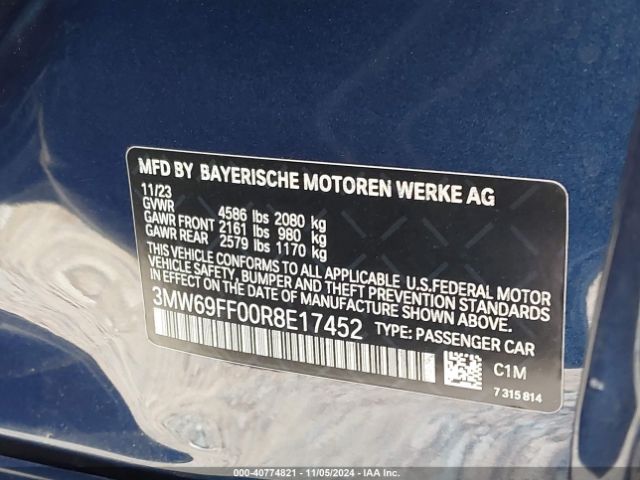 MFD BY BAYERISCHE MOTOREN WERKE AG
11/23
GVWR 4586 lbs 2080 kg
GAWR FRONT 2161 lbs 980 kg
GAWR REAR 2579 lbs 1170 kg
THIS VEHICLE CONFORMS TO ALL APPLICABLE U.S.FEDERAL MOTOR
VEHICLE SAFETY, BUMPER AND THEFT PREVENTION STANDARDS
IN EFFECT ON THE DATE OF MANUFACTURE SHOWN ABOVE.
3MW69FF00R8E17452 TYPE: PASSENGER CAR
C1M
7 315 814
000-40774821 - 11/05/2024 - IAA Inc.